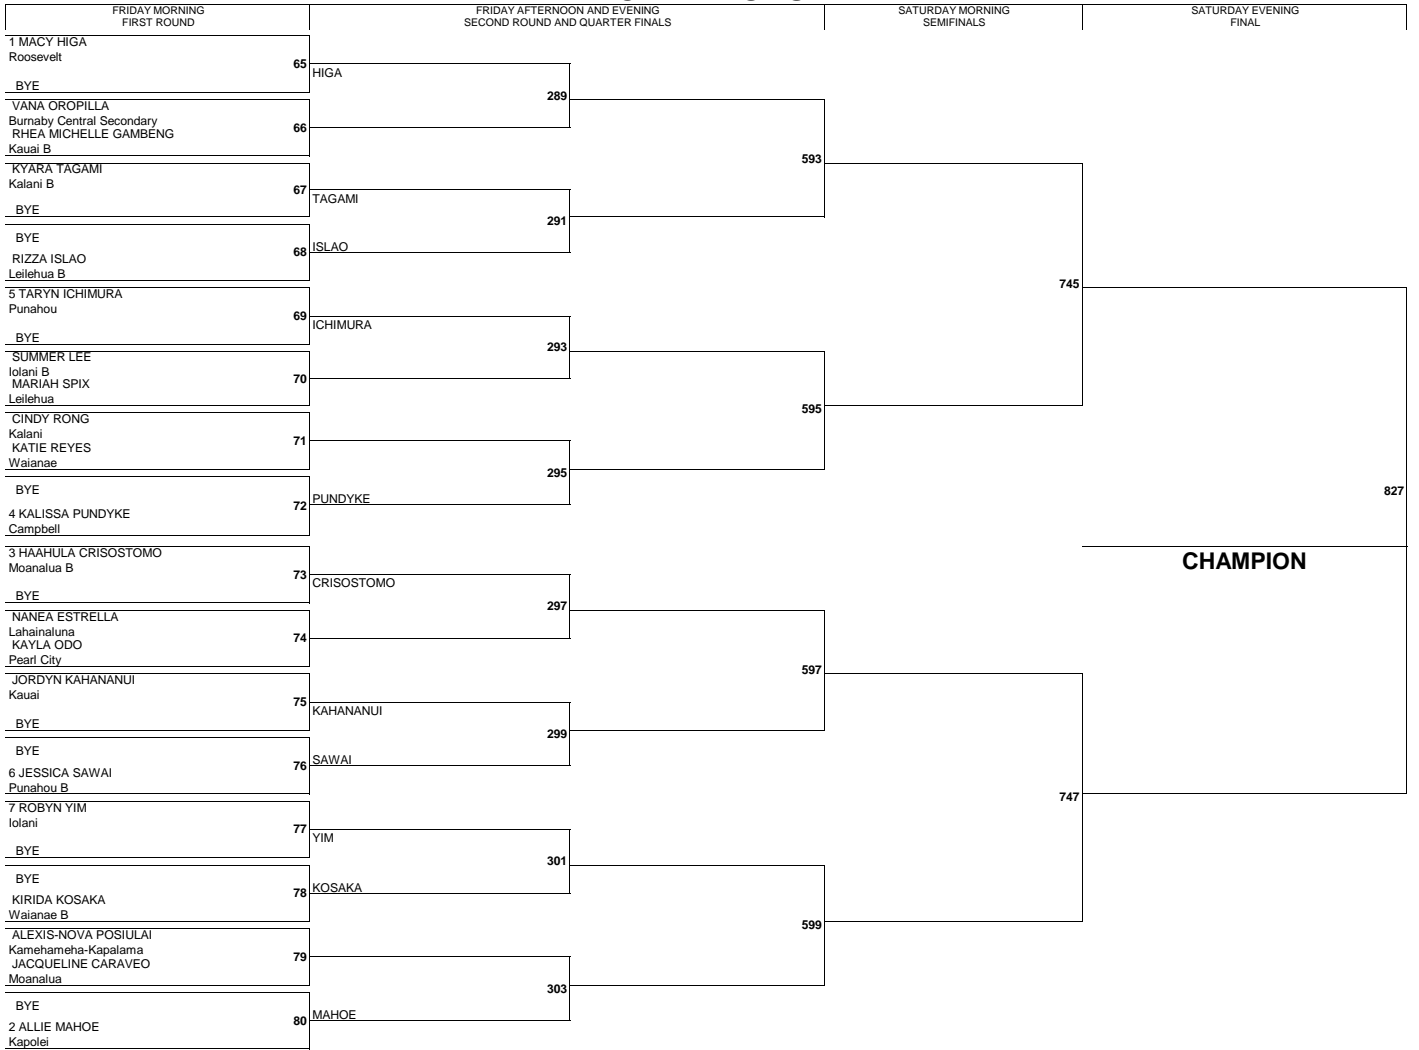 FRIDAY MORNING
FIRST ROUND
FRIDAY AFTERNOON AND EVENING
SECOND ROUND AND QUARTER FINALS
SATURDAY MORNING
SEMIFINALS
SATURDAY EVENING
FINAL
1 MACY HIGA
Roosevelt
65
HIGA
BYE
289
VANA OROPILLA
Burnaby Central Secondary
66
RHEA MICHELLE GAMBENG
Kauai B
593
KYARA TAGAMI
Kalani B
67
TAGAMI
BYE
291
BYE
68
ISLAO
RIZZA ISLAO
Leilehua B
745
5 TARYN ICHIMURA
Punahou
69
ICHIMURA
BYE
293
SUMMER LEE
Iolani B
70
MARIAH SPIX
Leilehua
595
CINDY RONG
Kalani
71
KATIE REYES
Waianae
295
BYE
72
PUNDYKE
4 KALISSA PUNDYKE
Campbell
827
3 HAAHULA CRISOSTOMO
Moanalua B
73
CRISOSTOMO
BYE
CHAMPION
297
NANEA ESTRELLA
Lahainaluna
74
KAYLA ODO
Pearl City
597
JORDYN KAHANANUI
Kauai
75
KAHANANUI
BYE
299
BYE
76
SAWAI
6 JESSICA SAWAI
Punahou B
747
7 ROBYN YIM
Iolani
77
YIM
BYE
301
BYE
78
KOSAKA
KIRIDA KOSAKA
Waianae B
599
ALEXIS-NOVA POSIULAI
Kamehameha-Kapalama
79
JACQUELINE CARAVEO
Moanalua
303
BYE
80
MAHOE
2 ALLIE MAHOE
Kapolei